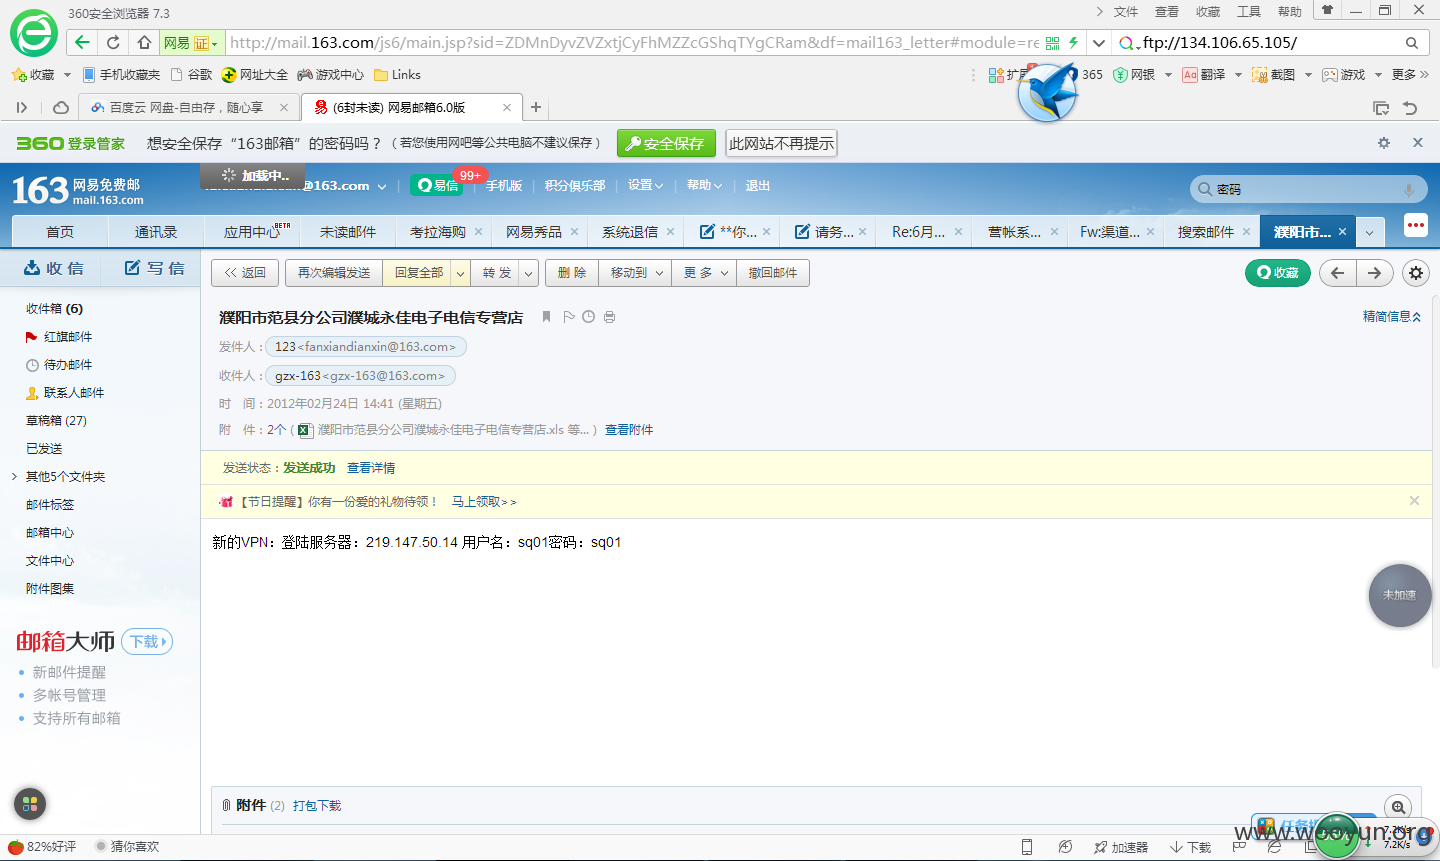 360安全浏览器 7.3
文件 查看 收藏 工具 帮助
网易 证 http://mail.163.com/js6/main.jsp?sid=ZDMnDyvZVZxtjCyFhMZZcGShqTYgCRam&df=mail163_letter#module=re ftp://134.106.65.105/
收藏 手机收藏夹 谷歌 网址大全 游戏中心 Links 扩展 365 网银 Aa 翻译 截图 游戏 更多 »
百度云 网盘-自由存，随心享 (6封未读) 网易邮箱6.0版
360登录管家 想安全保存“163邮箱”的密码吗？（若您使用网吧等公共电脑不建议保存） 安全保存 此网站不再提示
163 网易免费邮 mail.163.com 加载中.. @163.com 易信 99+ 手机版 积分俱乐部 设置 帮助 退出 密码
首页 通讯录 应用中心 BETA 未读邮件 考拉海购 网易秀品 系统退信 **你... 请务... Re:6月... 营帐系... Fw:渠道... 搜索邮件 濮阳市...
收 信 写 信
<< 返回 再次编辑发送 回复全部 转 发 删 除 移动到 更 多 撤回邮件 收藏
收件箱 (6)
红旗邮件
待办邮件
联系人邮件
草稿箱 (27)
已发送
其他5个文件夹
邮件标签
邮箱中心
文件中心
附件图集
邮箱大师 下载
新邮件提醒
多帐号管理
支持所有邮箱
濮阳市范县分公司濮城永佳电子电信专营店 精简信息
发件人：123<fanxiandianxin@163.com>
收件人：gzx-163<gzx-163@163.com>
时 间：2012年02月24日 14:41 (星期五)
附 件：2个 ( 濮阳市范县分公司濮城永佳电子电信专营店.xls 等... ) 查看附件
发送状态：发送成功 查看详情
【节日提醒】你有一份爱的礼物待领！ 马上领取>>
新的VPN：登陆服务器：219.147.50.14 用户名：sq01密码：sq01
未加速
附件 (2) 打包下载
www.wooyun.org
82%好评 猜你喜欢 加速器 下载 7.2K/s
7.2K/s